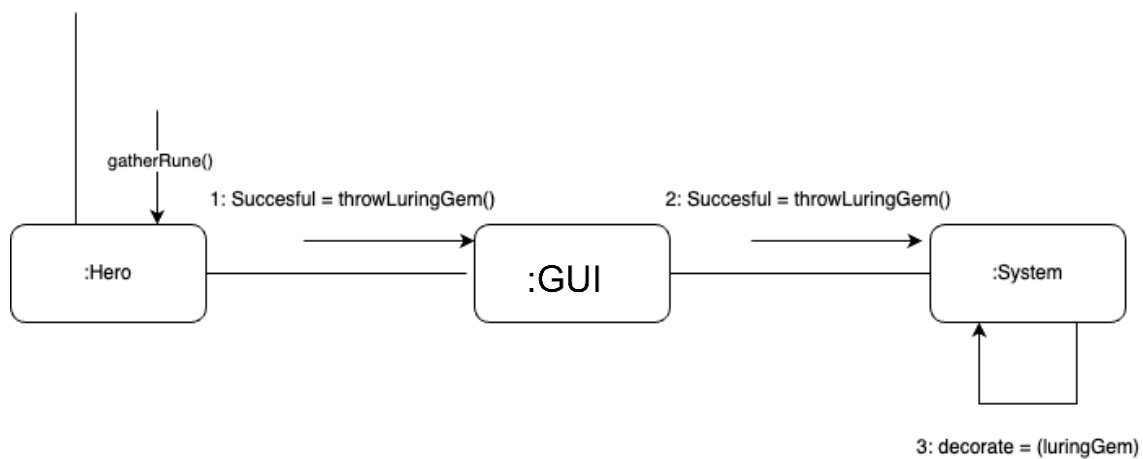 gatherRune()
1: Succesful = throwLuringGem()
2: Succesful = throwLuringGem()
:Hero
:GUI
:System
3: decorate = (luringGem)